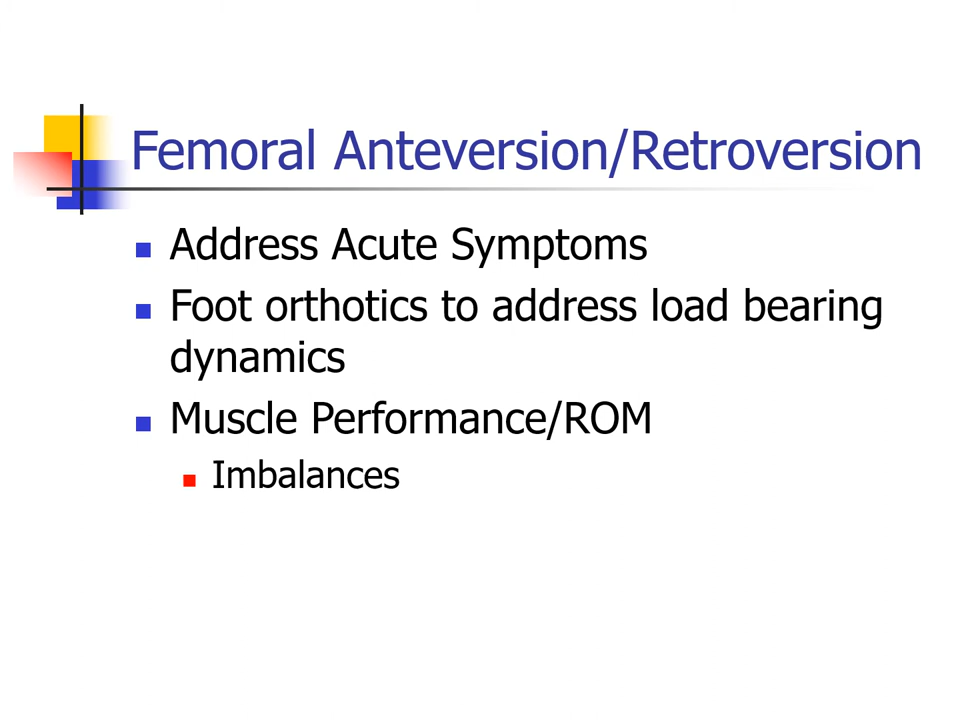 Femoral Anteversion/Retroversion
Address Acute Symptoms
Foot orthotics to address load bearing
dynamics
Muscle Performance/ROM
Imbalances